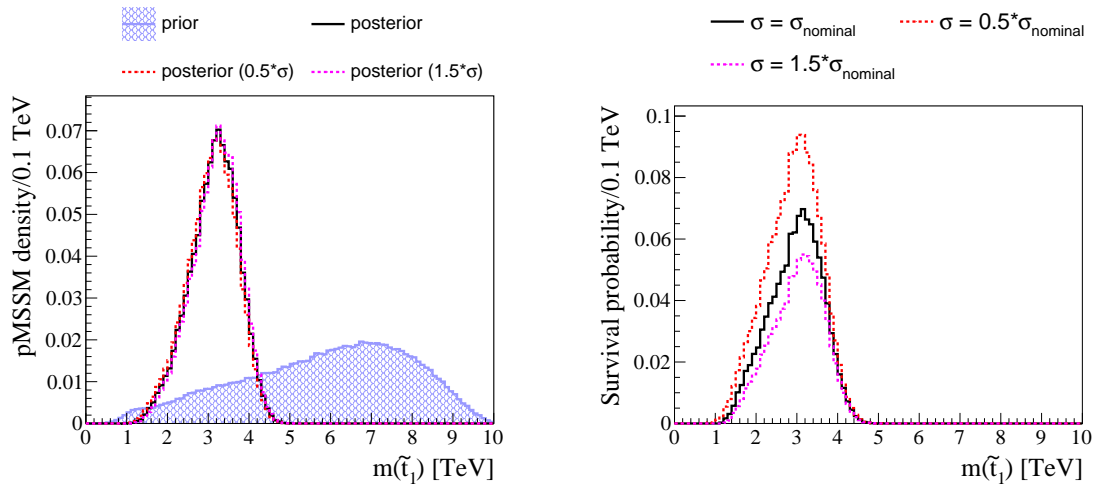 prior posterior
posterior (0.5*σ) posterior (1.5*σ)
pMSSM density/0.1 TeV
0.07
0.06
0.05
0.04
0.03
0.02
0.01
0
0 1 2 3 4 5 6 7 8 9 10
m(t̃₁) [TeV]
σ = σ_nominal σ = 0.5*σ_nominal
σ = 1.5*σ_nominal
Survival probability/0.1 TeV
0.1
0.08
0.06
0.04
0.02
0
0 1 2 3 4 5 6 7 8 9 10
m(t̃₁) [TeV]